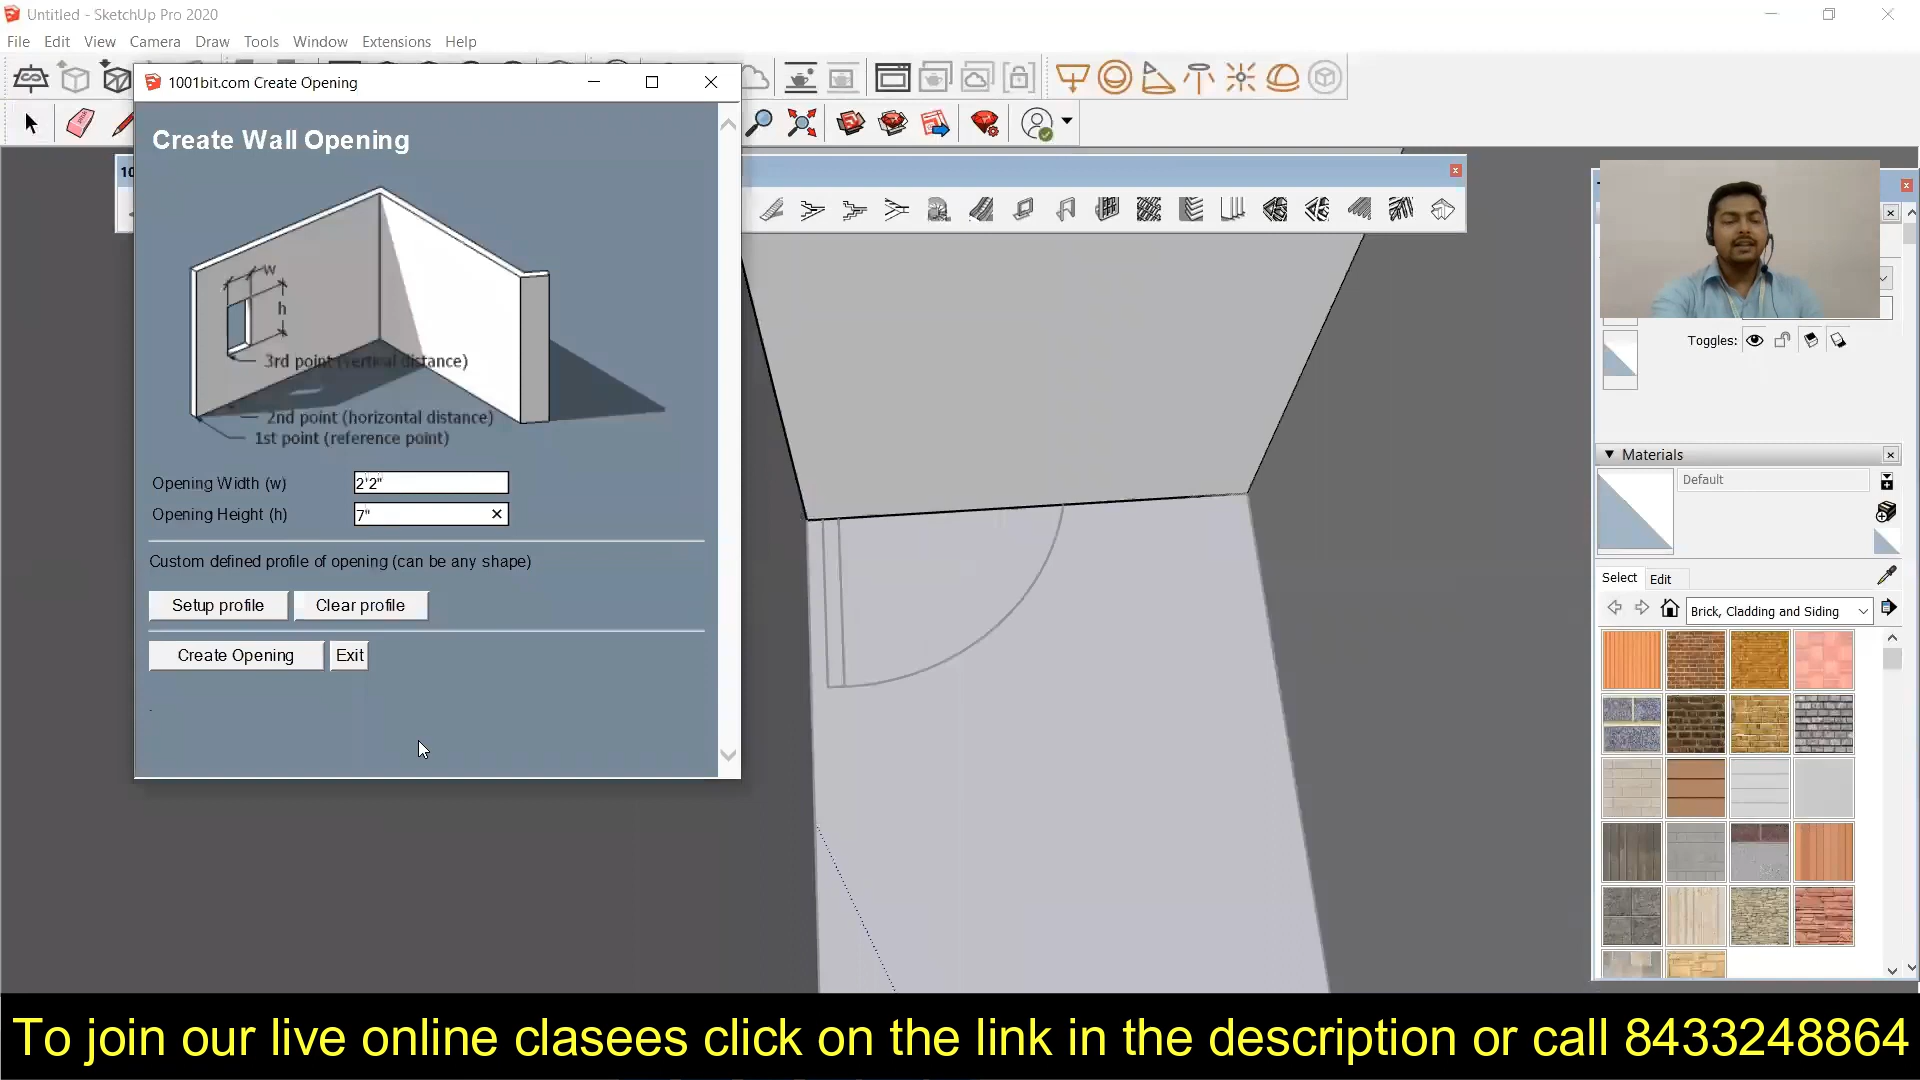 Untitled - SketchUp Pro 2020
File Edit View Camera Draw Tools Window Extensions Help
1001bit.com Create Opening
Create Wall Opening
10
w
h
3rd point (vertical distance)
2nd point (horizontal distance)
1st point (reference point)
Opening Width (w) 2'2"
Opening Height (h) 7"
Custom defined profile of opening (can be any shape)
Setup profile Clear profile
Create Opening Exit
Toggles:
Materials
Default
Select Edit
Brick, Cladding and Siding
To join our live online clasees click on the link in the description or call 8433248864